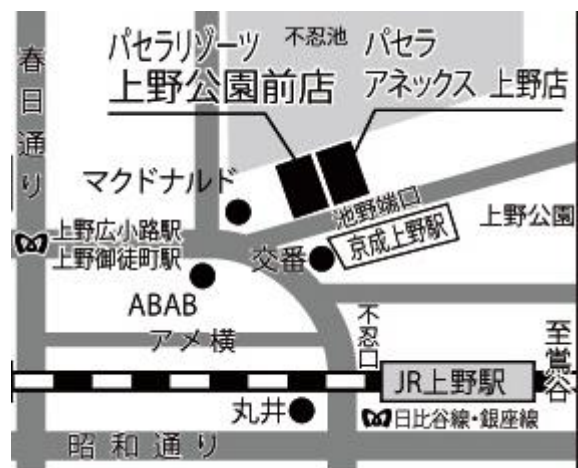 パセラリゾーツ
上野公園前店
不忍池
パセラ
アネックス 上野店
春日通り
マクドナルド
池野端口
京成上野駅
上野公園
上野広小路駅
上野御徒町駅
交番
ABAB
アメ横
不忍口
至鴬谷
JR上野駅
丸井
日比谷線・銀座線
昭和通り